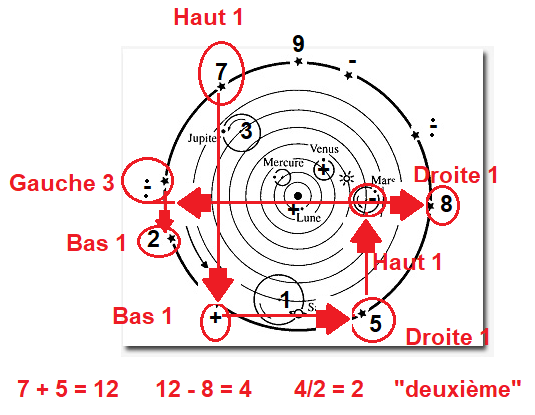 Haut 1
9
-
7
÷
Jupiter
3
Venus
+
Mercure
Mars
-
Droite 1
Gauche 3
÷
8
+
Lune
2
Bas 1
Haut 1
1
S
Bas 1
+
5
Droite 1
7 + 5 = 12 12 - 8 = 4 4/2 = 2 "deuxième"